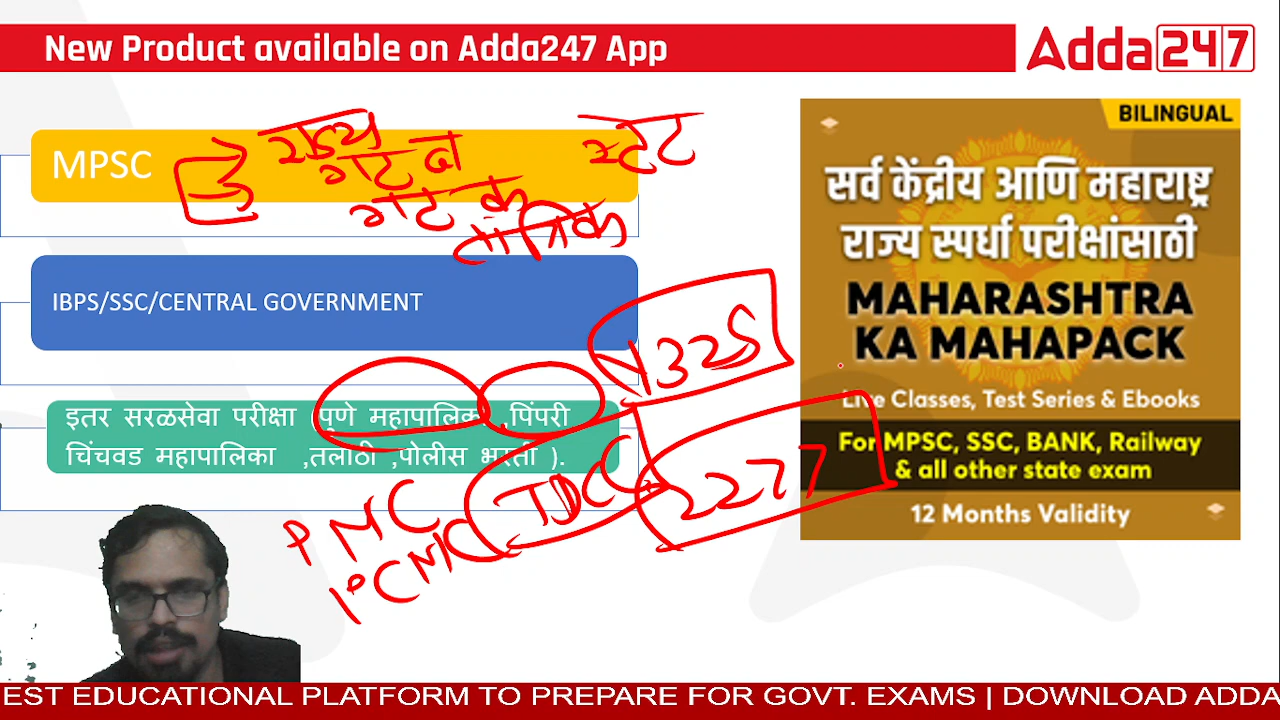 New Product available on Adda247 App
Adda247
MPSC
राज्य
गट ब
गट क
तांत्रिक
स्टेट
IBPS/SSC/CENTRAL GOVERNMENT
इतर सरळसेवा परीक्षा (पुणे महापालिका ,पिंपरी
चिंचवड महापालिका ,तलाठी ,पोलीस भरती ).
PMC
PCMC
2277
BILINGUAL
सर्व केंद्रीय आणि महाराष्ट्र
राज्य स्पर्धा परीक्षांसाठी
MAHARASHTRA
KA MAHAPACK
Live Classes, Test Series & Ebooks
For MPSC, SSC, BANK, Railway
& all other state exam
12 Months Validity
EST EDUCATIONAL PLATFORM TO PREPARE FOR GOVT. EXAMS | DOWNLOAD ADDA